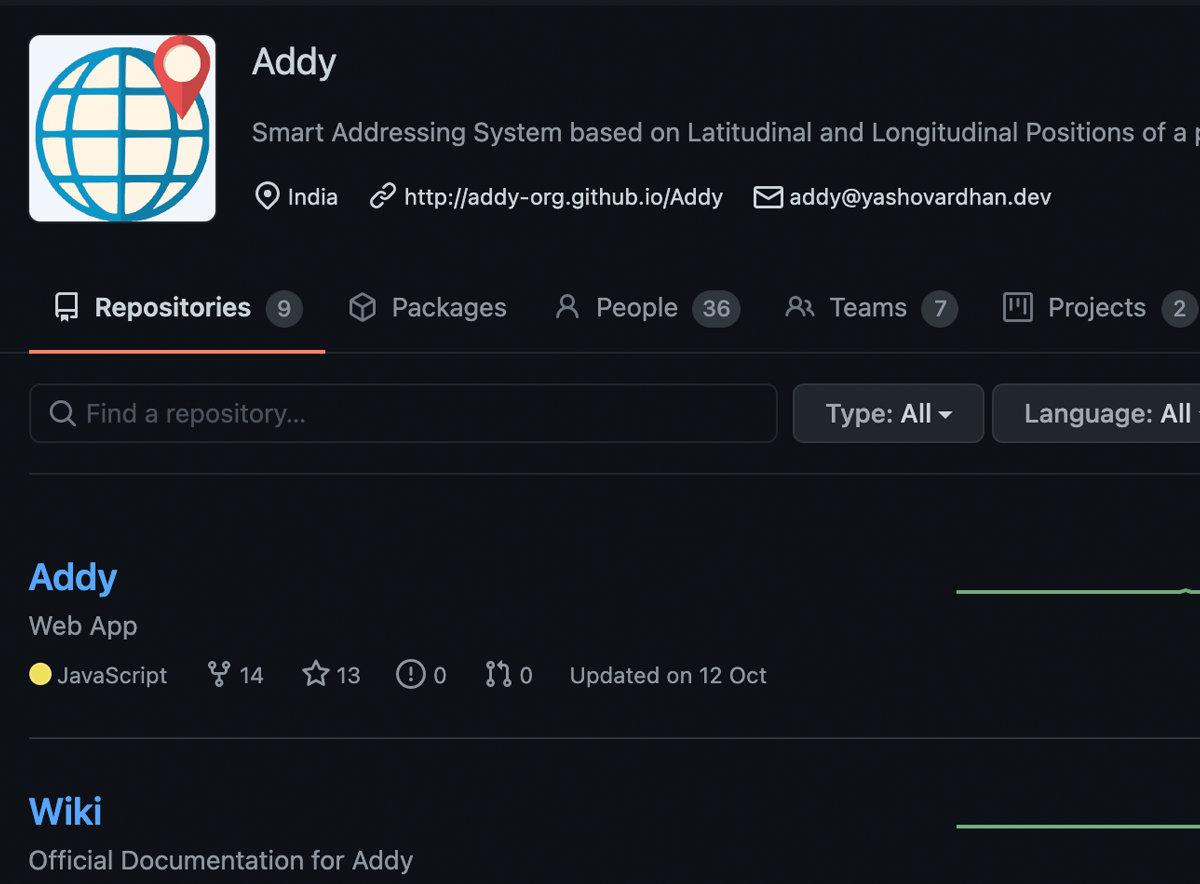 Addy
Smart Addressing System based on Latitudinal and Longitudinal Positions of a
India http://addy-org.github.io/Addy addy@yashovardhan.dev
Repositories 9 Packages People 36 Teams 7 Projects 2
Find a repository... Type: All Language: All
Addy
Web App
JavaScript 14 13 0 0 Updated on 12 Oct
Wiki
Official Documentation for Addy